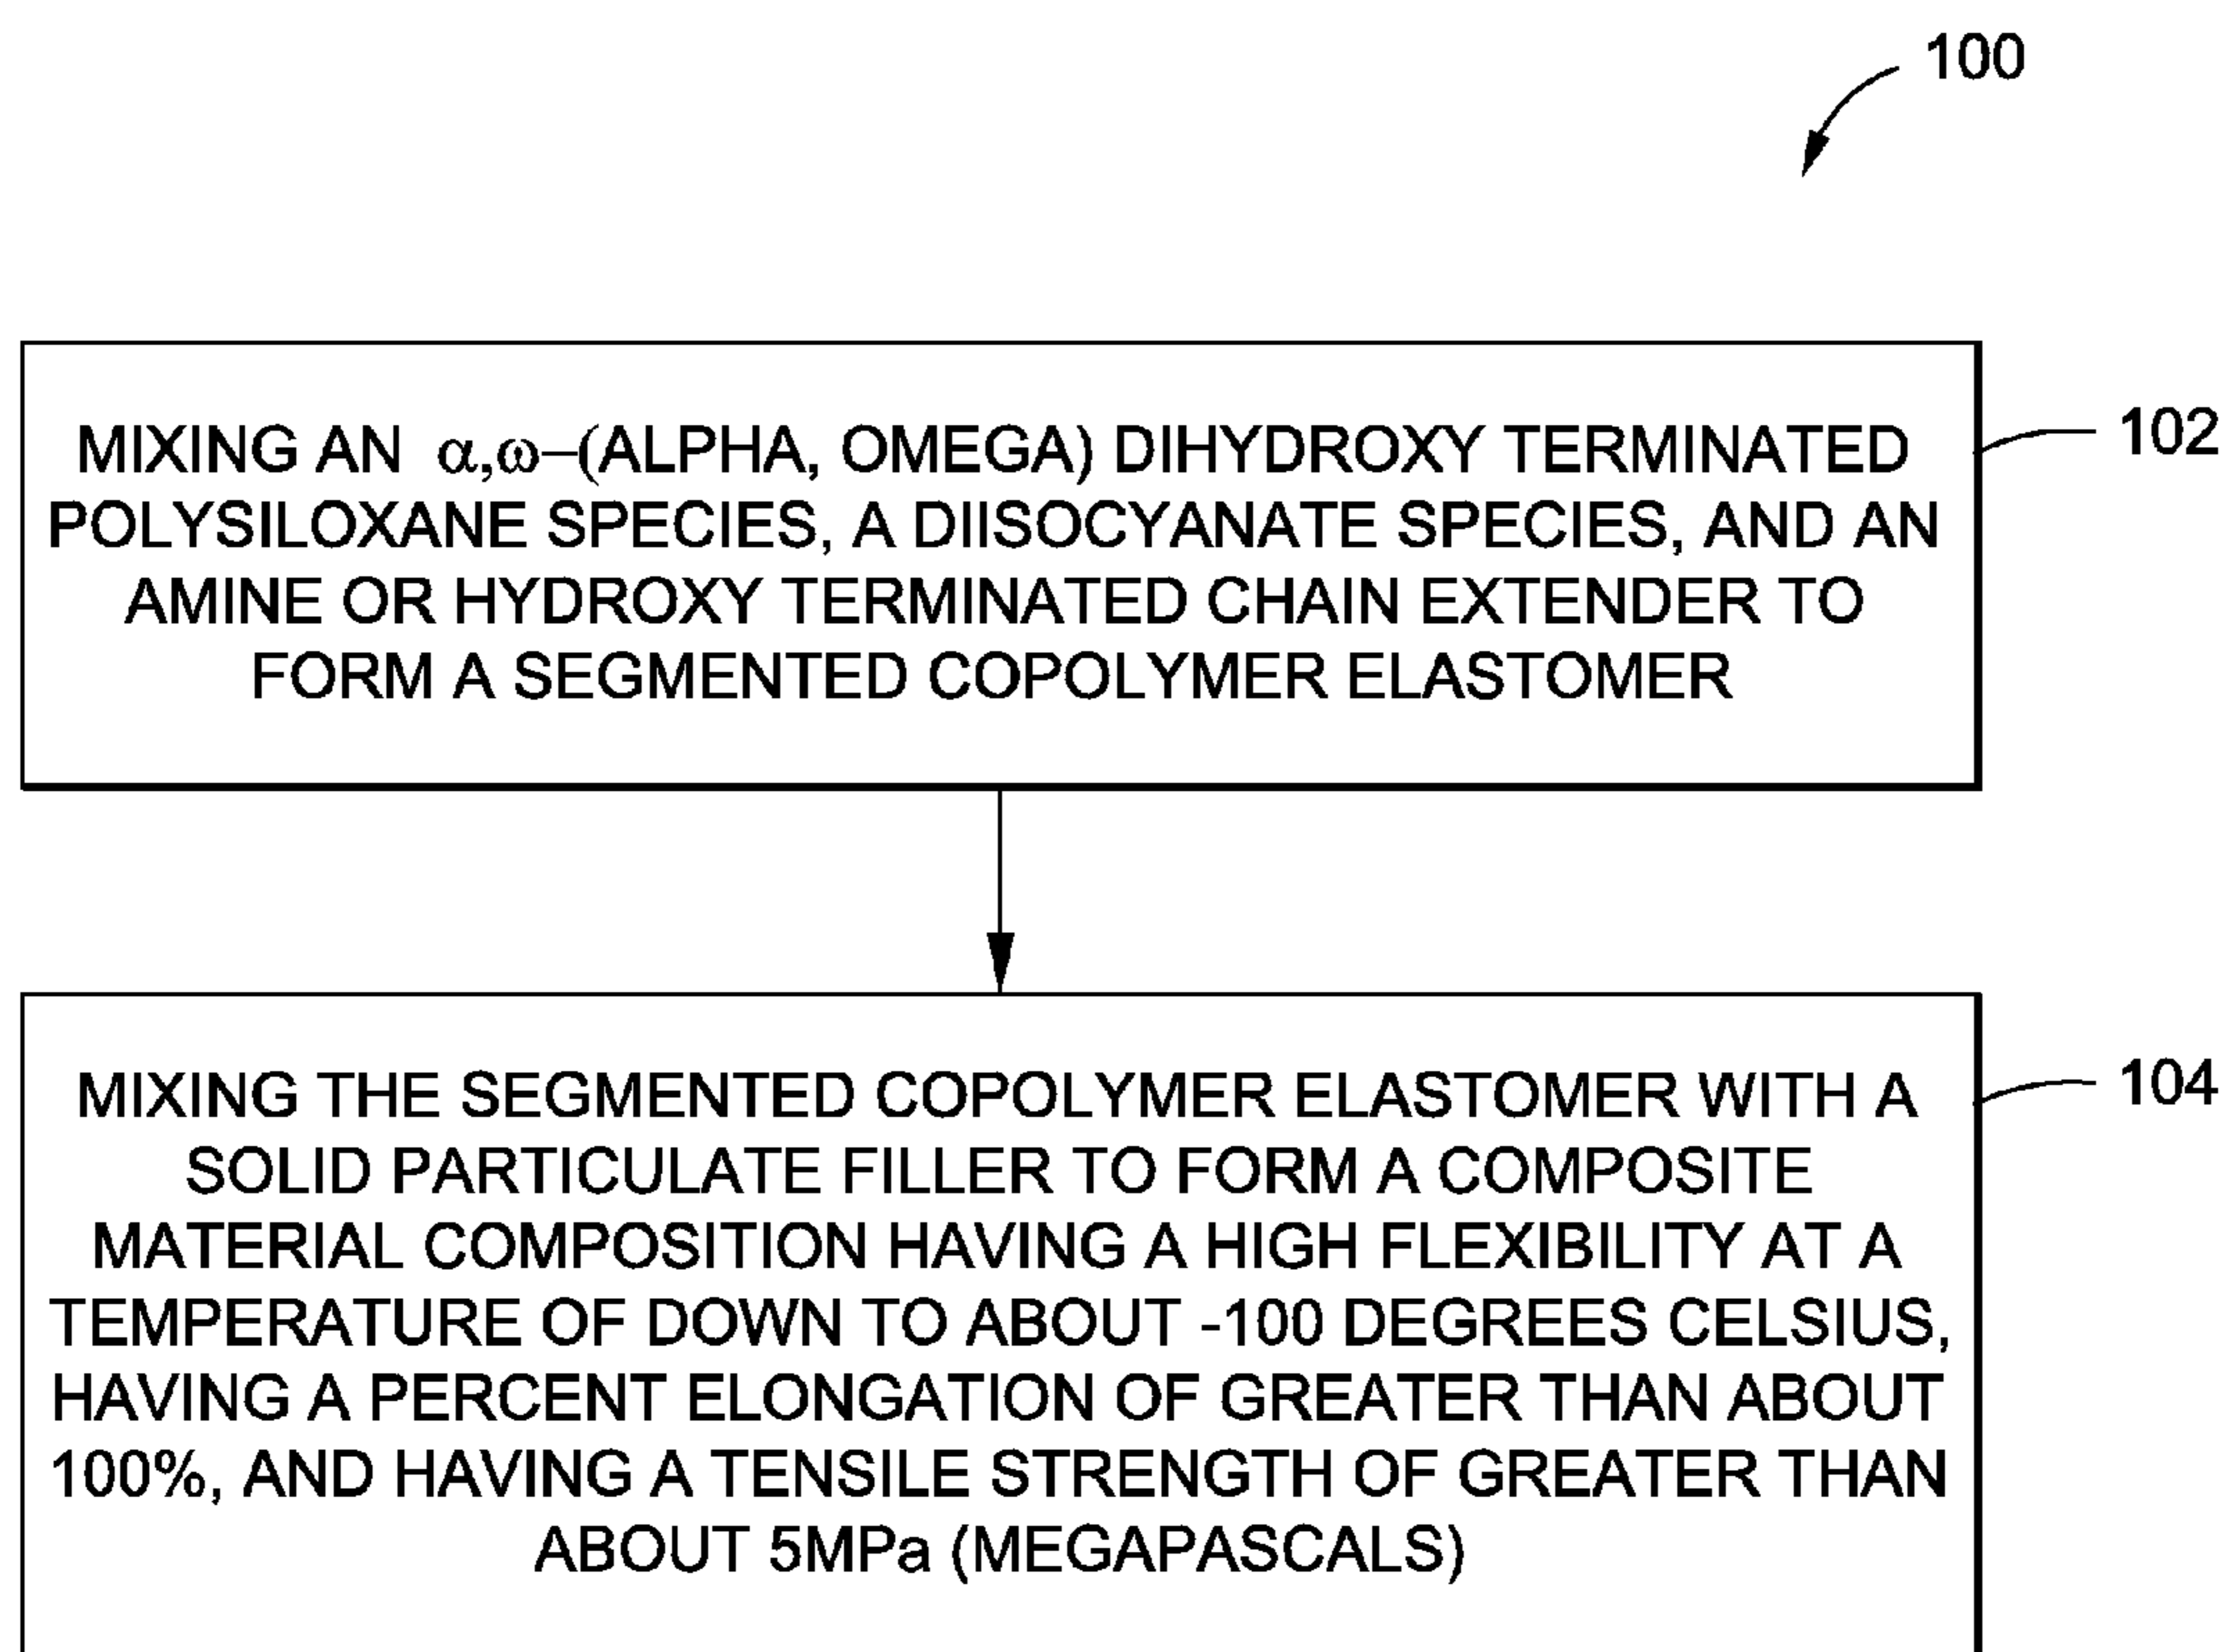 100
MIXING AN α,ω–(ALPHA, OMEGA) DIHYDROXY TERMINATED
POLYSILOXANE SPECIES, A DIISOCYANATE SPECIES, AND AN
AMINE OR HYDROXY TERMINATED CHAIN EXTENDER TO
FORM A SEGMENTED COPOLYMER ELASTOMER
102
MIXING THE SEGMENTED COPOLYMER ELASTOMER WITH A
SOLID PARTICULATE FILLER TO FORM A COMPOSITE
MATERIAL COMPOSITION HAVING A HIGH FLEXIBILITY AT A
TEMPERATURE OF DOWN TO ABOUT -100 DEGREES CELSIUS,
HAVING A PERCENT ELONGATION OF GREATER THAN ABOUT
100%, AND HAVING A TENSILE STRENGTH OF GREATER THAN
ABOUT 5MPa (MEGAPASCALS)
104